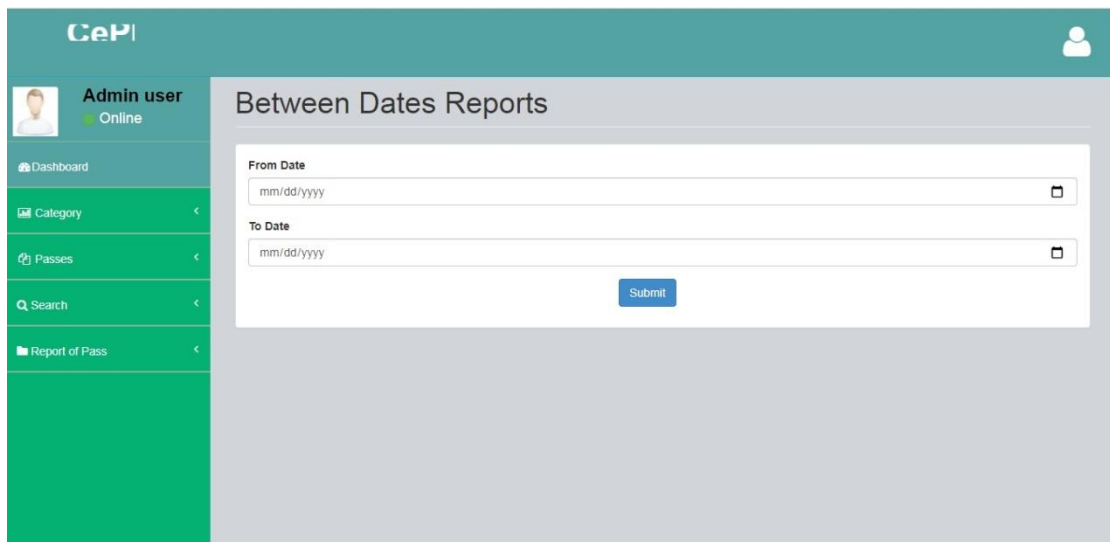 Admin user
Online
Between Dates Reports
Dashboard
Category
Passes
Search
Report of Pass
From Date
mm/dd/yyyy
To Date
mm/dd/yyyy
Submit